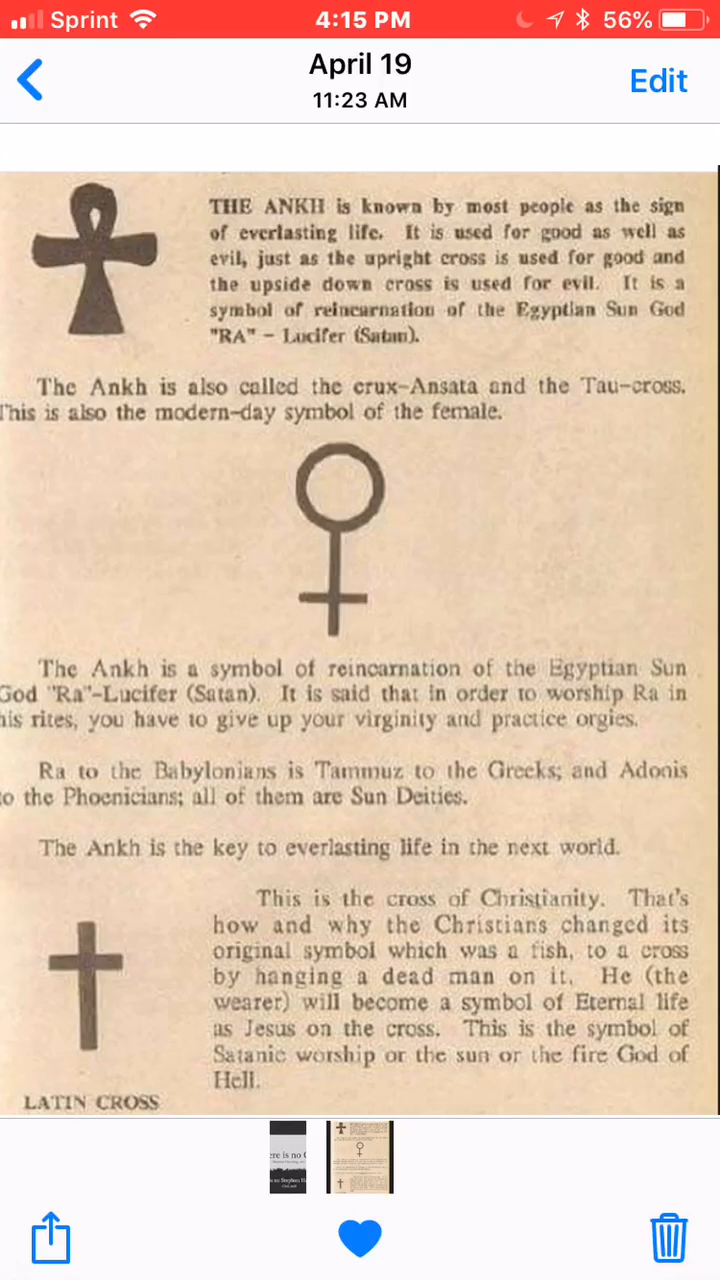 Sprint 4:15 PM 56%
April 19
11:23 AM
Edit
THE ANKH is known by most people as the sign
of everlasting life. It is used for good as well as
evil, just as the upright cross is used for good and
the upside down cross is used for evil. It is a
symbol of reincarnation of the Egyptian Sun God
"RA" - Lucifer (Satan).
The Ankh is also called the crux-Ansata and the Tau-cross.
This is also the modern-day symbol of the female.
The Ankh is a symbol of reincarnation of the Egyptian Sun
God "Ra"-Lucifer (Satan). It is said that in order to worship Ra in
his rites, you have to give up your virginity and practice orgies.
Ra to the Babylonians is Tammuz to the Greeks; and Adonis
to the Phoenicians; all of them are Sun Deities.
The Ankh is the key to everlasting life in the next world.
This is the cross of Christianity. That's
how and why the Christians changed its
original symbol which was a fish, to a cross
by hanging a dead man on it. He (the
wearer) will become a symbol of Eternal life
as Jesus on the cross. This is the symbol of
Satanic worship or the sun or the fire God of
Hell.
LATIN CROSS
ere is no